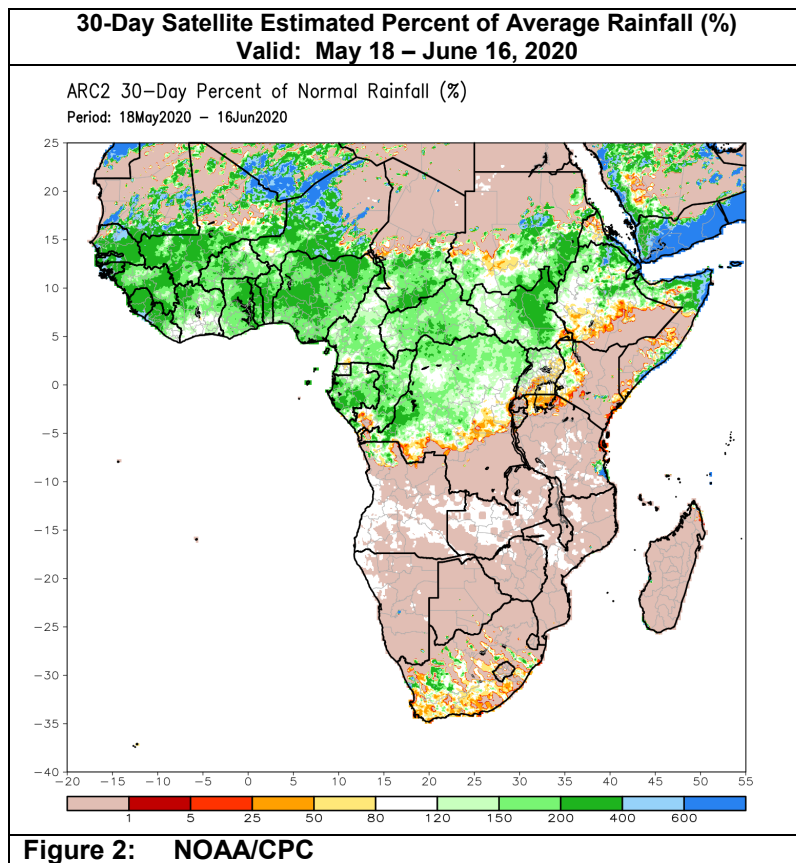 30-Day Satellite Estimated Percent of Average Rainfall (%)
Valid: May 18 – June 16, 2020
ARC2 30-Day Percent of Normal Rainfall (%)
Period: 18May2020 – 16Jun2020
25
20
15
10
5
0
-5
-10
-15
-20
-25
-30
-35
-40
-20 -15 -10 -5 0 5 10 15 20 25 30 35 40 45 50 55
1 5 25 50 80 120 150 200 400 600
Figure 2: NOAA/CPC